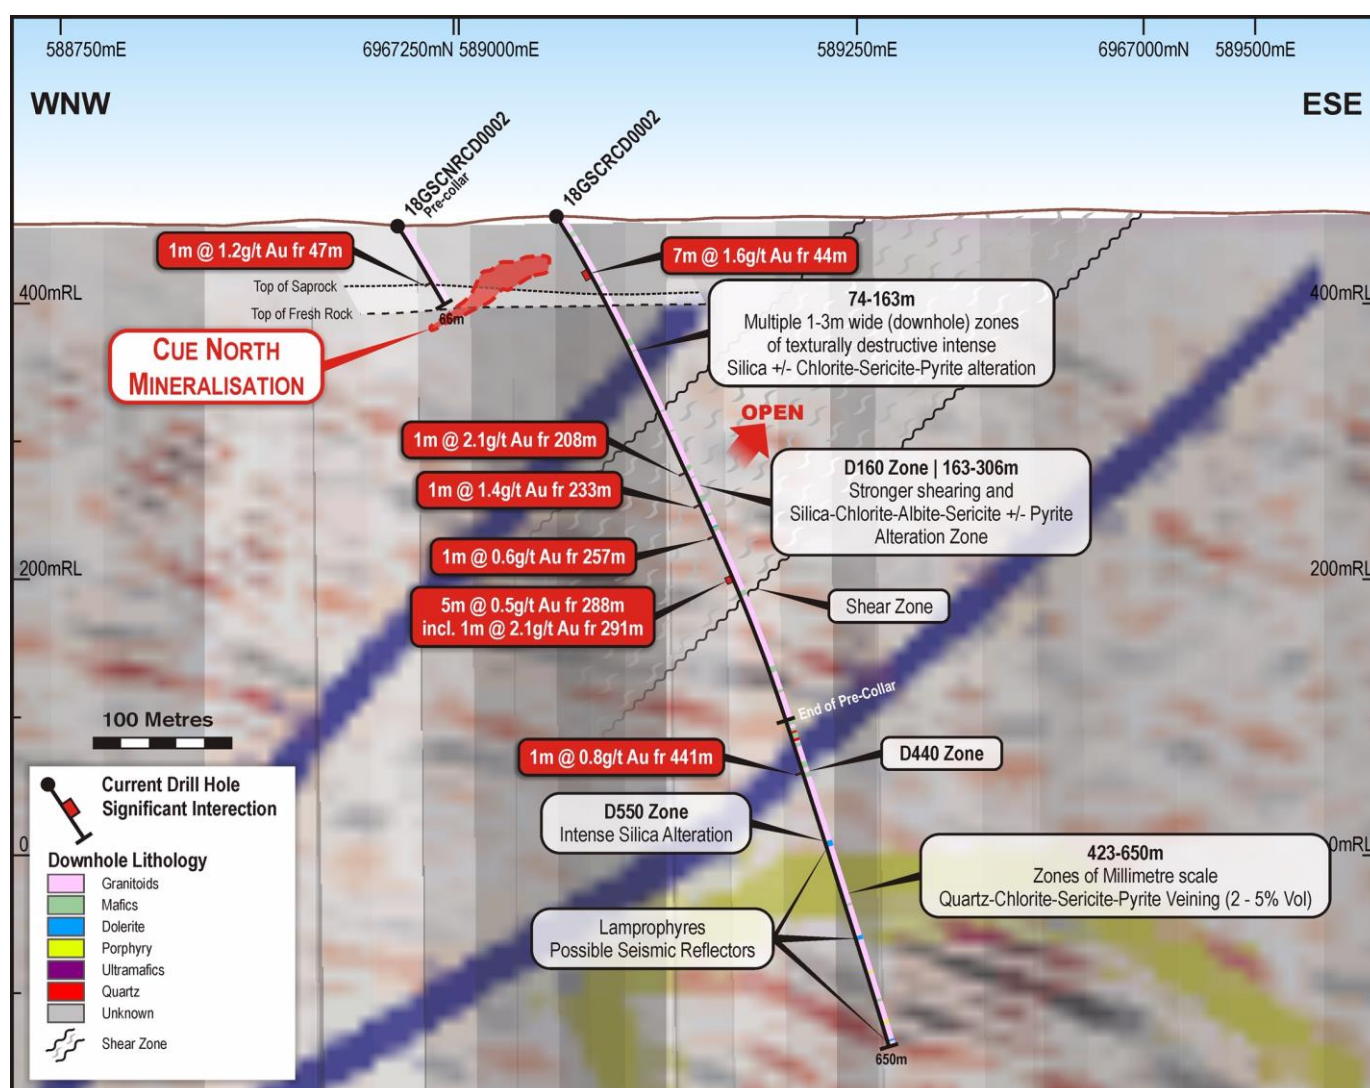 588750mE
6967250mN
589000mE
589250mE
6967000mN
589500mE
WNW
ESE
18GSCNRCD0002
Pre-collar
18GSCRCD0002
1m @ 1.2g/t Au fr 47m
7m @ 1.6g/t Au fr 44m
Top of Saprock
400mRL
400mRL
Top of Fresh Rock
66m
74-163m
Multiple 1-3m wide (downhole) zones
of texturally destructive intense
Silica +/- Chlorite-Sericite-Pyrite alteration
CUE NORTH
MINERALISATION
OPEN
1m @ 2.1g/t Au fr 208m
D160 Zone | 163-306m
Stronger shearing and
Silica-Chlorite-Albite-Sericite +/- Pyrite
Alteration Zone
1m @ 1.4g/t Au fr 233m
1m @ 0.6g/t Au fr 257m
200mRL
200mRL
5m @ 0.5g/t Au fr 288m
incl. 1m @ 2.1g/t Au fr 291m
Shear Zone
End of Pre-Collar
100 Metres
1m @ 0.8g/t Au fr 441m
D440 Zone
D550 Zone
Intense Silica Alteration
0
0mRL
423-650m
Zones of Millimetre scale
Quartz-Chlorite-Sericite-Pyrite Veining (2 - 5% Vol)
Lamprophyres
Possible Seismic Reflectors
650m
Current Drill Hole
Significant Interection
Downhole Lithology
Granitoids
Mafics
Dolerite
Porphyry
Ultramafics
Quartz
Unknown
Shear Zone